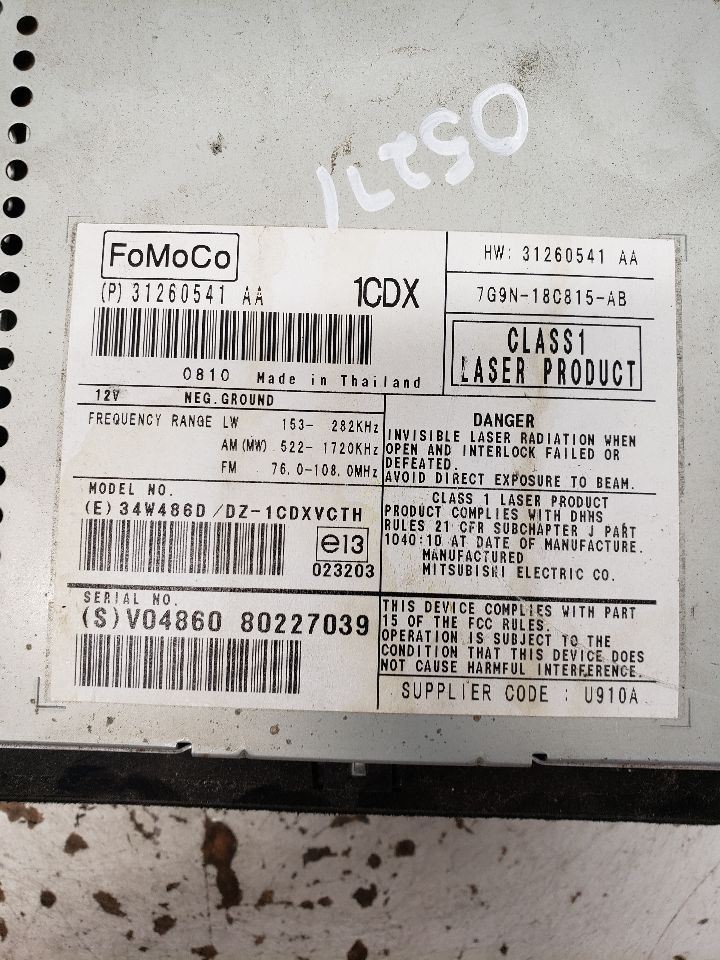 05271
FoMoCo
(P) 31260541 AA 1CDX
0810 Made in Thailand
HW: 31260541 AA
7G9N-18C815-AB
CLASS1
LASER PRODUCT
12V NEG.GROUND
FREQUENCY RANGE LW 153- 282KHz
AM(MW) 522- 1720KHz
FM 76.0-108.0MHz
DANGER
INVISIBLE LASER RADIATION WHEN
OPEN AND INTERLOCK FAILED OR
DEFEATED.
AVOID DIRECT EXPOSURE TO BEAM.
MODEL NO.
(E) 34W486D/DZ-1CDXVCTH
e13
023203
CLASS 1 LASER PRODUCT
PRODUCT COMPLIES WITH DHHS
RULES 21 CFR SUBCHAPTER J PART
1040:10 AT DATE OF MANUFACTURE.
MANUFACTURED
MITSUBISHI ELECTRIC CO.
SERIAL NO.
(S)V04860 80227039
THIS DEVICE COMPLIES WITH PART
15 OF THE FCC RULES.
OPERATION IS SUBJECT TO THE
CONDITION THAT THIS DEVICE DOES
NOT CAUSE HARMFUL INTERFERENCE.
SUPPLIER CODE : U910A